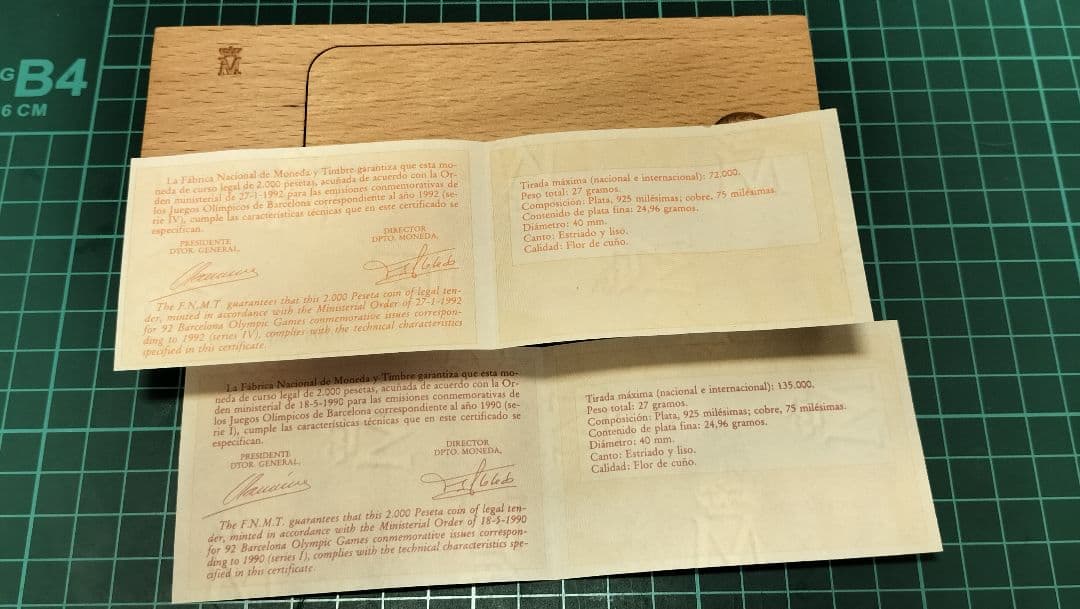 GB4
6 CM
La Fábrica Nacional de Moneda y Timbre garantiza que esta mo-
neda de curso legal de 2.000 pesetas, acuñada de acuerdo con la Or-
den ministerial de 27-1-1992 para las emisiones conmemorativas de
los Juegos Olímpicos de Barcelona correspondiente al año 1992 (se-
rie IV), cumple las características técnicas que en este certificado se
especifican.
PRESIDENTE
DTOR. GENERAL,
DIRECTOR
DPTO. MONEDA,
The F.N.M.T. guarantees that this 2.000 Peseta coin of legal ten-
der, minted in accordance with the Ministerial Order of 27-1-1992
for 92 Barcelona Olympic Games commemorative issues correspon-
ding to 1992 (series IV), complies with the technical characteristics
specified in this certificate.
Tirada máxima (nacional e internacional): 72.000.
Peso total: 27 gramos.
Composición: Plata, 925 milésimas; cobre, 75 milésimas.
Contenido de plata fina: 24,96 gramos.
Diámetro: 40 mm.
Canto: Estriado y liso.
Calidad: Flor de cuño.
La Fábrica Nacional de Moneda y Timbre garantiza que esta mo-
neda de curso legal de 2.000 pesetas, acuñada de acuerdo con la Or-
den ministerial de 18-5-1990 para las emisiones conmemorativas de
los Juegos Olímpicos de Barcelona correspondiente al año 1990 (se-
rie I), cumple las características técnicas que en este certificado se
especifican.
PRESIDENTE
DTOR. GENERAL,
DIRECTOR
DPTO. MONEDA,
The F.N.M.T. guarantees that this 2.000 Peseta coin of legal ten-
der, minted in accordance with the Ministerial Order of 18-5-1990
for 92 Barcelona Olympic Games commemorative issues correspon-
ding to 1990 (series I), complies with the technical characteristics spe-
cified in this certificate.
Tirada máxima (nacional e internacional): 135.000.
Peso total: 27 gramos.
Composición: Plata, 925 milésimas; cobre, 75 milésimas.
Contenido de plata fina: 24,96 gramos.
Diámetro: 40 mm.
Canto: Estriado y liso.
Calidad: Flor de cuño.